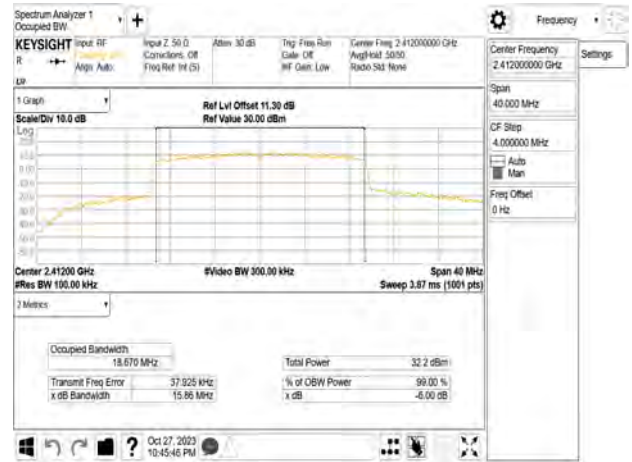 Spectrum Analyzer 1
Occupied BW
+
Frequency
KEYSIGHT
R
Input: RF
Align: Auto
Input Z: 50 Ω
Corrections: Off
Freq Ref: Int (S)
Atten: 30 dB
Trig: Free Run
Gate: Off
#IF Gain: Low
Center Freq: 2.412000000 GHz
Avg|Hold: 50/50
Radio Std: None
Center Frequency
2.412000000 GHz
Settings
Span
40.000 MHz
CF Step
4.000000 MHz
Auto
Man
Freq Offset
0 Hz
1 Graph
Scale/Div 10.0 dB
Ref Lvl Offset 11.30 dB
Ref Value 30.00 dBm
Log
Center 2.41200 GHz
#Res BW 100.00 kHz
#Video BW 300.00 kHz
Span 40 MHz
Sweep 3.87 ms (1001 pts)
2 Metrics
Occupied Bandwidth
18.670 MHz
Total Power 32.2 dBm
Transmit Freq Error 37.925 kHz
% of OBW Power 99.00 %
x dB Bandwidth 15.86 MHz
x dB -6.00 dB
?
Oct 27, 2023
10:45:46 PM